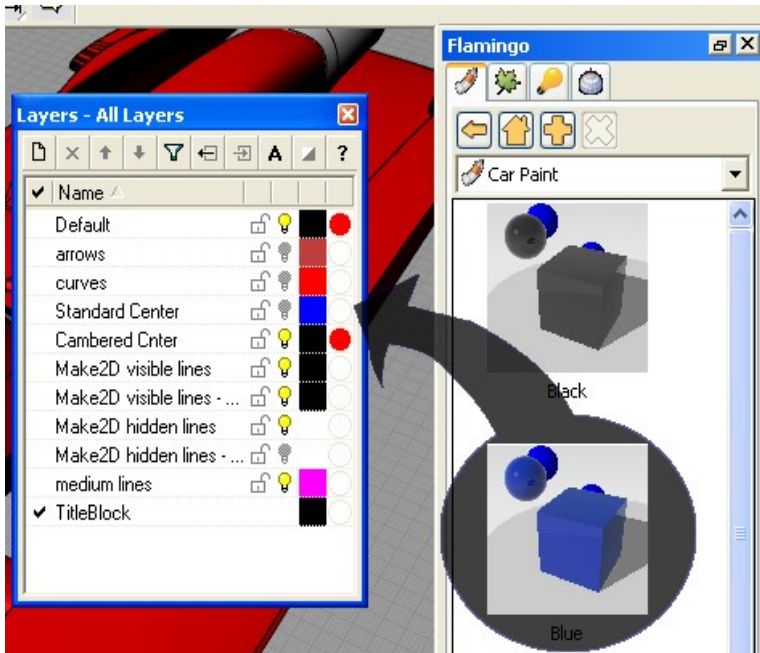 Layers - All Layers
A
?
Name
Default
arrows
curves
Standard Center
Cambered Cnter
Make2D visible lines
Make2D visible lines - ...
Make2D hidden lines
Make2D hidden lines - ...
medium lines
TitleBlock
Flamingo
Car Paint
Black
Blue